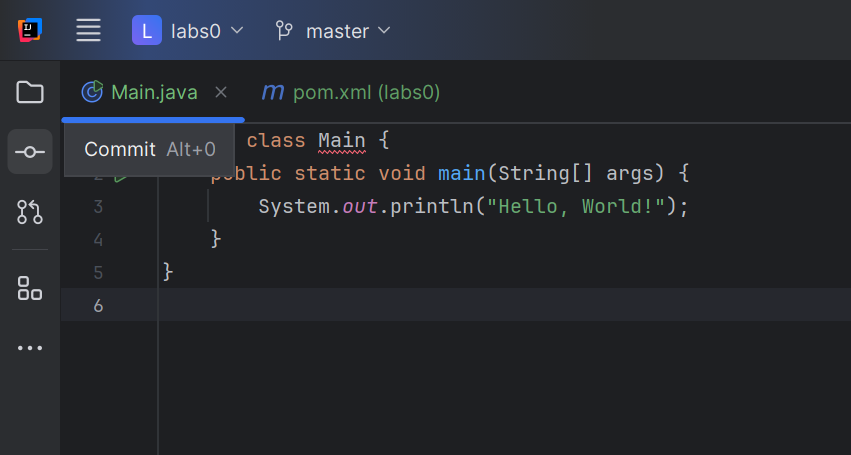 IJ
L labs0 master
Main.java pom.xml (labs0)
class Main {
Commit Alt+0
2 public static void main(String[] args) {
3 System.out.println("Hello, World!");
4 }
5 }
6